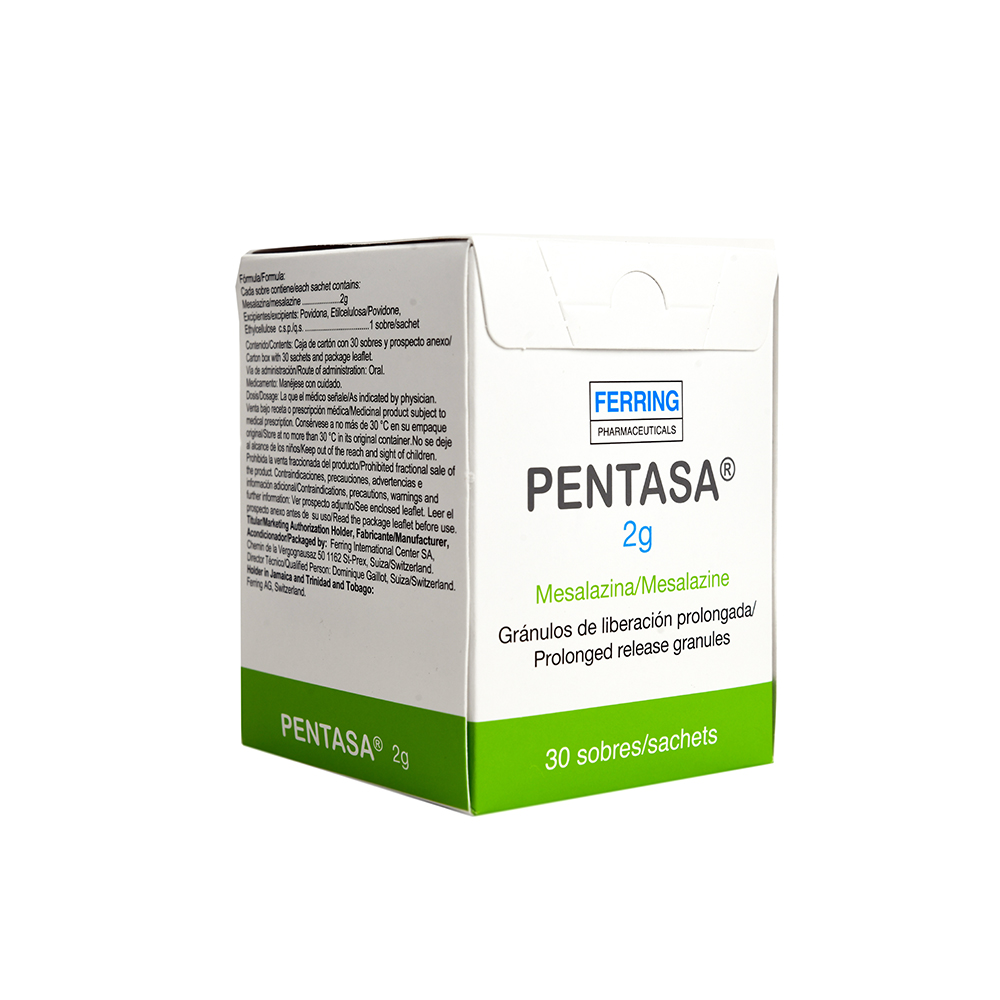 Fórmula/Formula:
Cada sobre contiene/each sachet contains:
Mesalazina/mesalazine ....................2g
Excipientes/excipients: Povidona, Etilcelulosa/Povidone,
Ethylcellulose c.s.p./q.s. ..............................1 sobre/sachet
Contenido/Contents: Caja de cartón con 30 sobres y prospecto anexo/
Carton box with 30 sachets and package leaflet.
Vía de administración/Route of administration: Oral.
Medicamento: Manéjese con cuidado.
Dosis/Dosage: La que el médico señale/As indicated by physician.
Venta bajo receta o prescripción médica/Medicinal product subject to
medical prescription. Consérvese a no más de 30 °C en su empaque
original/Store at no more than 30 °C in its original container.No se deje
al alcance de los niños/Keep out of the reach and sight of children.
Prohibida la venta fraccionada del producto/Prohibited fractional sale of
the product. Contraindicaciones, precauciones, advertencias e
información adicional/Contraindications, precautions, warnings and
further information: Ver prospecto adjunto/See enclosed leaflet. Leer el
prospecto anexo antes de su uso/Read the package leaflet before use.
Titular/Marketing Authorization Holder, Fabricante/Manufacturer,
Acondicionador/Packaged by: Ferring International Center SA,
Chemin de la Vergognausaz 50 1162 St-Prex, Suiza/Switzerland.
Director Técnico/Qualified Person: Dominique Gaillot, Suiza/Switzerland.
Holder in Jamaica and Trinidad and Tobago:
Ferring AG, Switzerland.
PENTASA® 2g
FERRING
PHARMACEUTICALS
PENTASA®
2g
Mesalazina/Mesalazine
Gránulos de liberación prolongada/
Prolonged release granules
30 sobres/sachets